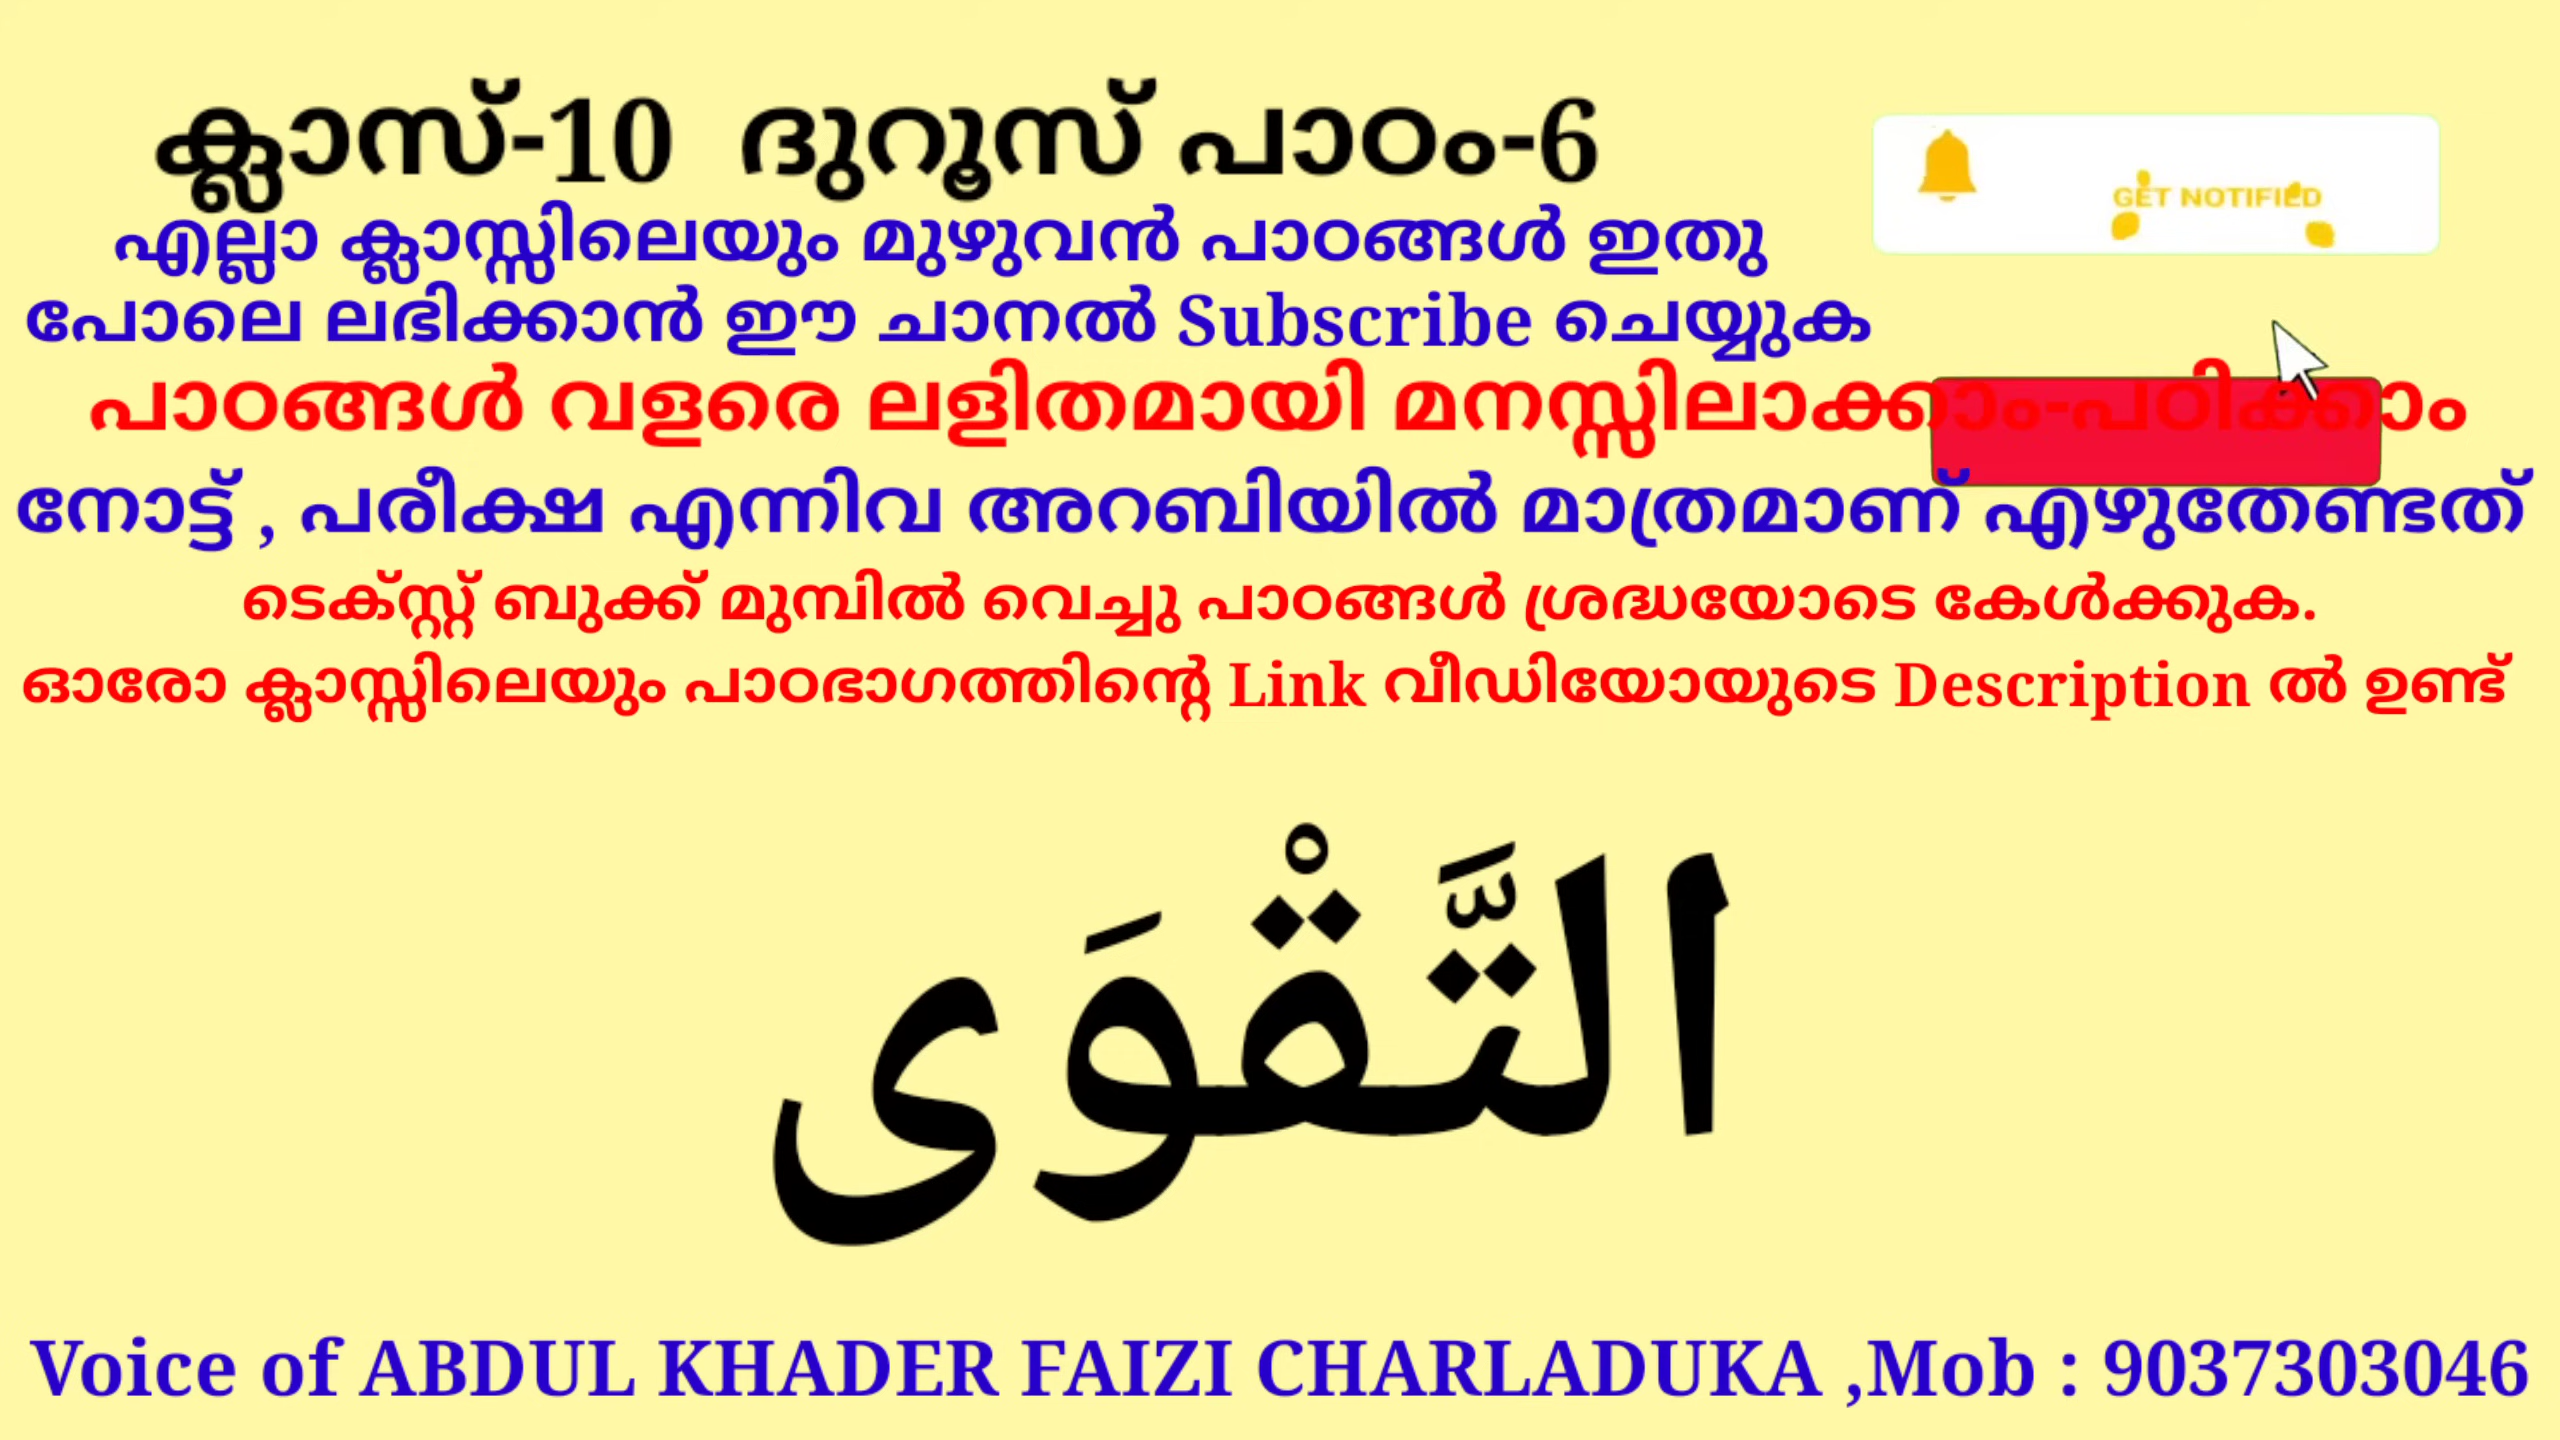 ക്ലാസ്-10 ദുറൂസ് പാഠം-6
GET NOTIFIED
എല്ലാ ക്ലാസ്സിലെയും മുഴുവൻ പാഠങ്ങൾ ഇതു
പോലെ ലഭിക്കാൻ ഈ ചാനൽ Subscribe ചെയ്യുക
പാഠങ്ങൾ വളരെ ലളിതമായി മനസ്സിലാക്കാം-പഠിക്കാം
നോട്ട് , പരീക്ഷ എന്നിവ അറബിയിൽ മാത്രമാണ് എഴുതേണ്ടത്
ടെക്സ്റ്റ് ബുക്ക് മുമ്പിൽ വെച്ചു പാഠങ്ങൾ ശ്രദ്ധയോടെ കേൾക്കുക.
ഓരോ ക്ലാസ്സിലെയും പാഠഭാഗത്തിന്റെ Link വീഡിയോയുടെ Description ൽ ഉണ്ട്
التَّقْوَى
Voice of ABDUL KHADER FAIZI CHARLADUKA ,Mob : 9037303046